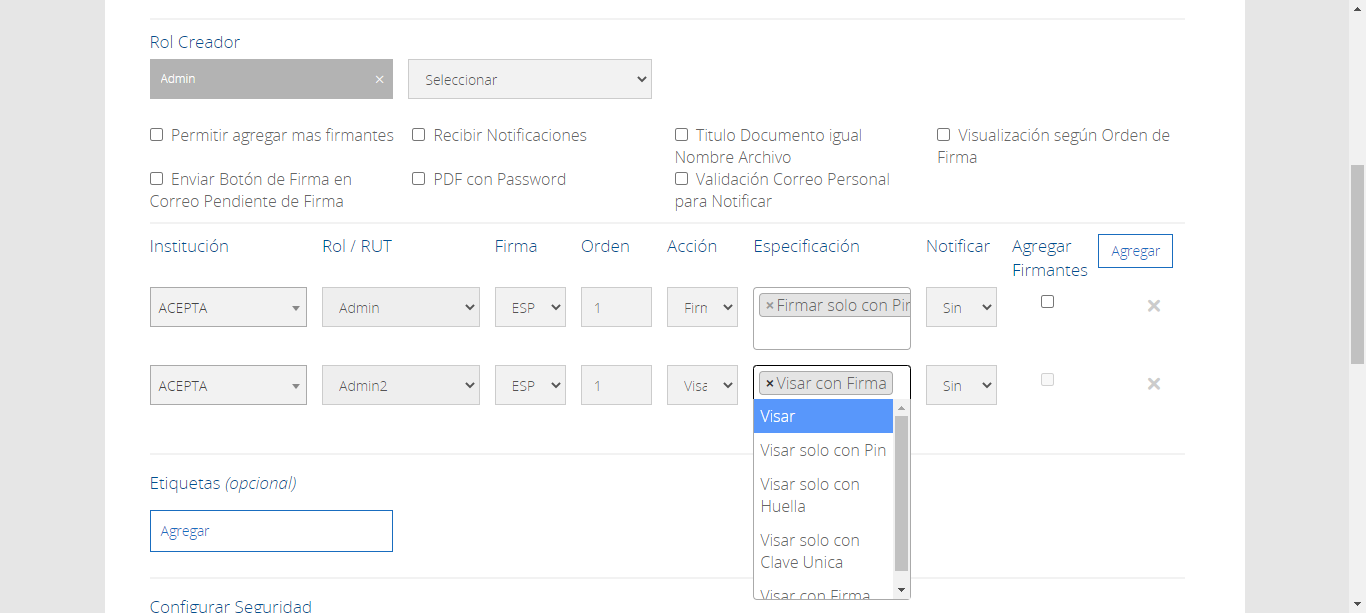 Rol Creador
Admin ×
Seleccionar
Permitir agregar mas firmantes
Recibir Notificaciones
Titulo Documento igual
Nombre Archivo
Visualización según Orden de
Firma
Enviar Botón de Firma en
Correo Pendiente de Firma
PDF con Password
Validación Correo Personal
para Notificar
Institución Rol / RUT Firma Orden Acción Especificación Notificar Agregar Firmantes Agregar
ACEPTA Admin ESP 1 Firm ×Firmar solo con Pin Sin ×
ACEPTA Admin2 ESP 1 Visa ×Visar con Firma Sin ×
Visar
Visar solo con Pin
Visar solo con
Huella
Visar solo con
Clave Unica
Visar con Firma
Etiquetas (opcional)
Agregar
Configurar Seguridad